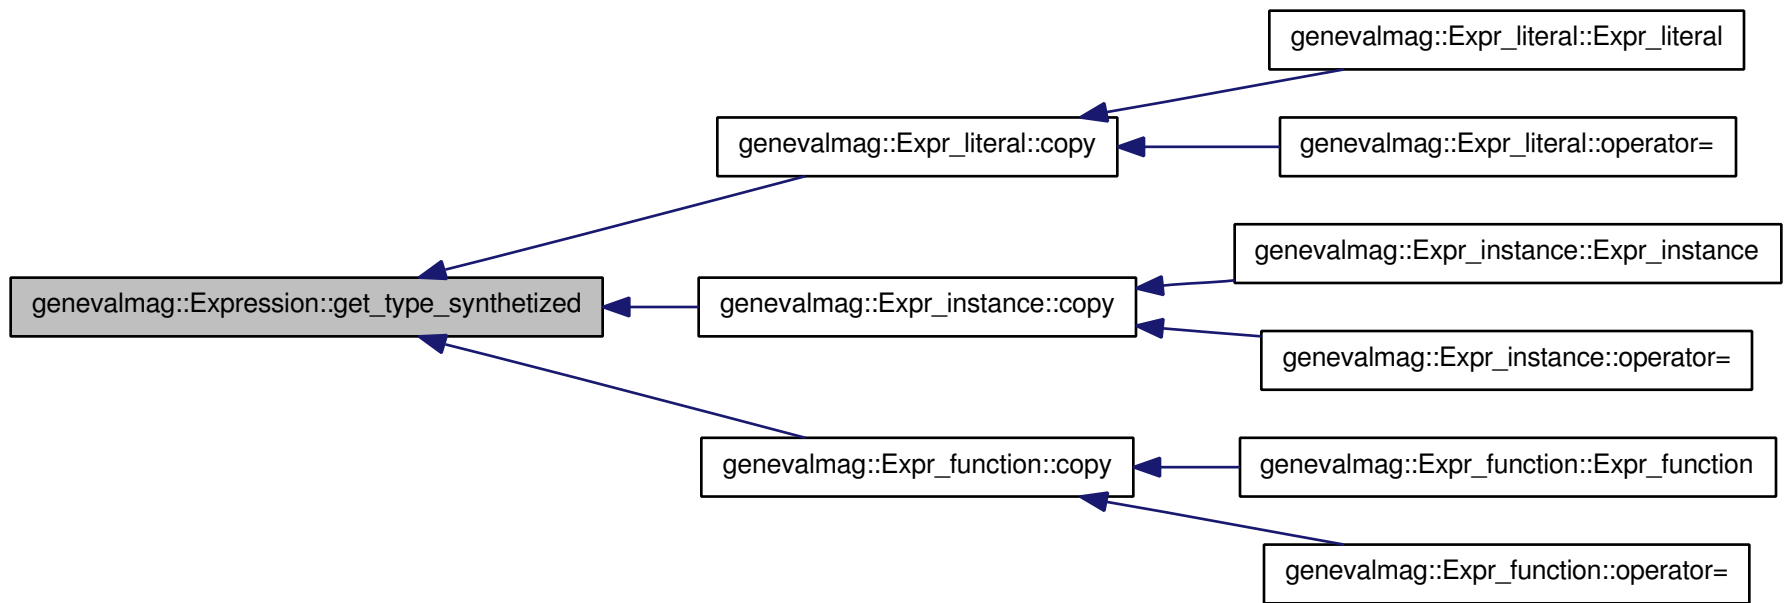 genevalmag::Expr_literal::Expr_literal
genevalmag::Expr_literal::copy
genevalmag::Expr_literal::operator=
genevalmag::Expr_instance::Expr_instance
genevalmag::Expression::get_type_synthetized
genevalmag::Expr_instance::copy
genevalmag::Expr_instance::operator=
genevalmag::Expr_function::copy
genevalmag::Expr_function::Expr_function
genevalmag::Expr_function::operator=